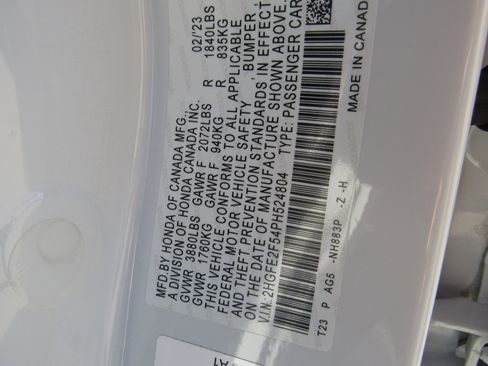 MFD. BY HONDA OF CANADA MFG., 02/'23
A DIVISION OF HONDA CANADA INC.
GVWR 3880LBS GAWR F 2072LBS R 1840LBS
GVWR 1760KG GAWR F 940KG R 835KG
THIS VEHICLE CONFORMS TO ALL APPLICABLE
FEDERAL MOTOR VEHICLE SAFETY BUMPER
AND THEFT PREVENTION STANDARDS IN EFFECT
ON THE DATE OF MANUFACTURE SHOWN ABOVE.
V.I.N: 2HGFE2F54PH524804 TYPE: PASSENGER CAR
MADE IN CANAD
T23 P AG5 -NH883P -Z -H
A1